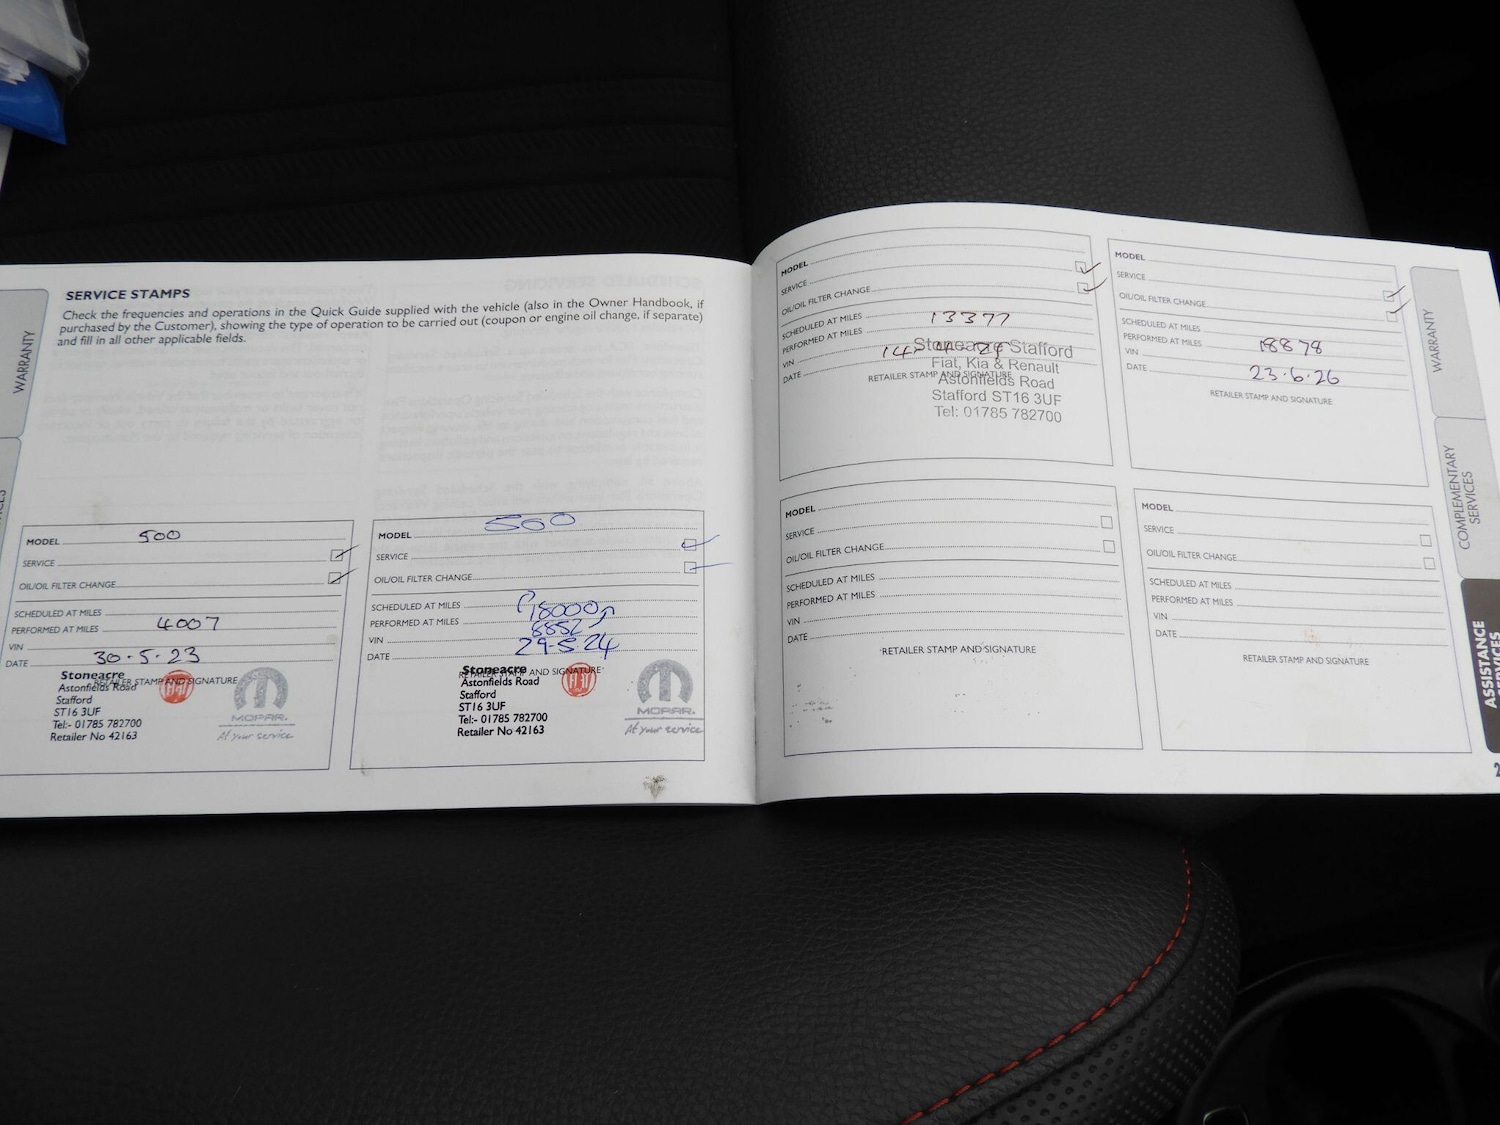 WARRANTY
SERVICE STAMPS
Check the frequencies and operations in the Quick Guide supplied with the vehicle (also in the Owner Handbook, if
purchased by the Customer), showing the type of operation to be carried out (coupon or engine oil change, if separate)
and fill in all other applicable fields.
MODEL 500
SERVICE
OIL/OIL FILTER CHANGE
SCHEDULED AT MILES
PERFORMED AT MILES 4007
VIN
DATE 30.5.23
RETAILER STAMP AND SIGNATURE
Stoneacre
Astonfields Road
Stafford
ST16 3UF
Tel:- 01785 782700
Retailer No 42163
FIAT
MOPAR.
At your service
MODEL 500
SERVICE
OIL/OIL FILTER CHANGE
SCHEDULED AT MILES 18000
PERFORMED AT MILES 8852
VIN
DATE 29-5-24
RETAILER STAMP AND SIGNATURE
Stoneacre
Astonfields Road
Stafford
ST16 3UF
Tel:- 01785 782700
Retailer No 42163
FIAT
MOPAR.
At your service
MODEL
SERVICE
OIL/OIL FILTER CHANGE
SCHEDULED AT MILES
PERFORMED AT MILES 13377
VIN
DATE 14.
RETAILER STAMP AND SIGNATURE
Stoneacre Stafford
Fiat, Kia & Renault
Astonfields Road
Stafford ST16 3UF
Tel: 01785 782700
MODEL
SERVICE
OIL/OIL FILTER CHANGE
SCHEDULED AT MILES
PERFORMED AT MILES 18878
VIN
DATE 23.6.26
RETAILER STAMP AND SIGNATURE
MODEL
SERVICE
OIL/OIL FILTER CHANGE
SCHEDULED AT MILES
PERFORMED AT MILES
VIN
DATE
RETAILER STAMP AND SIGNATURE
MODEL
SERVICE
OIL/OIL FILTER CHANGE
SCHEDULED AT MILES
PERFORMED AT MILES
VIN
DATE
RETAILER STAMP AND SIGNATURE
WARRANTY
COMPLEMENTARY
SERVICES
ASSISTANCE
SERVICES